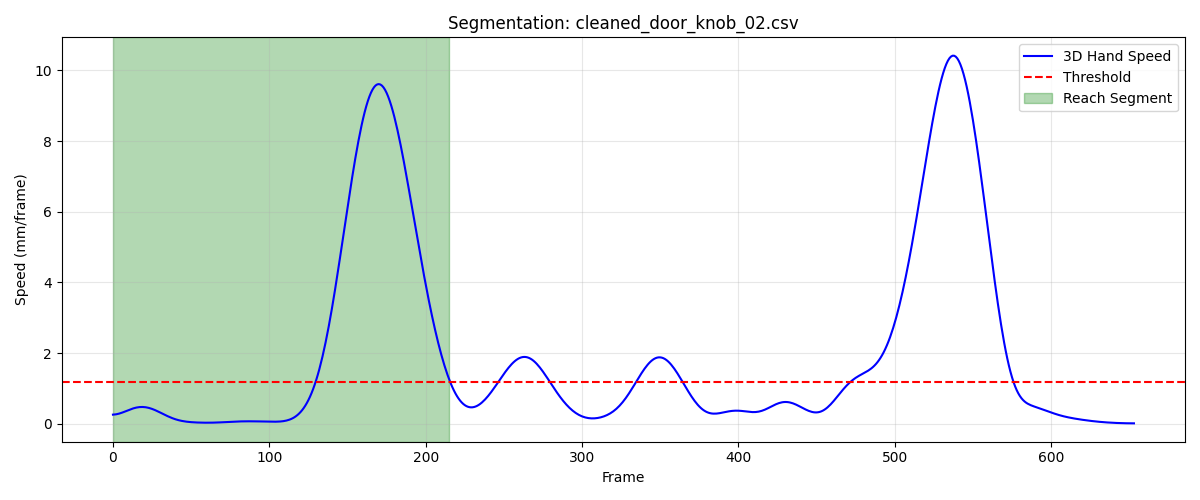 Segmentation: cleaned_door_knob_02.csv
3D Hand Speed
Threshold
Reach Segment
Speed (mm/frame)
10
8
6
4
2
0
0 100 200 300 400 500 600
Frame